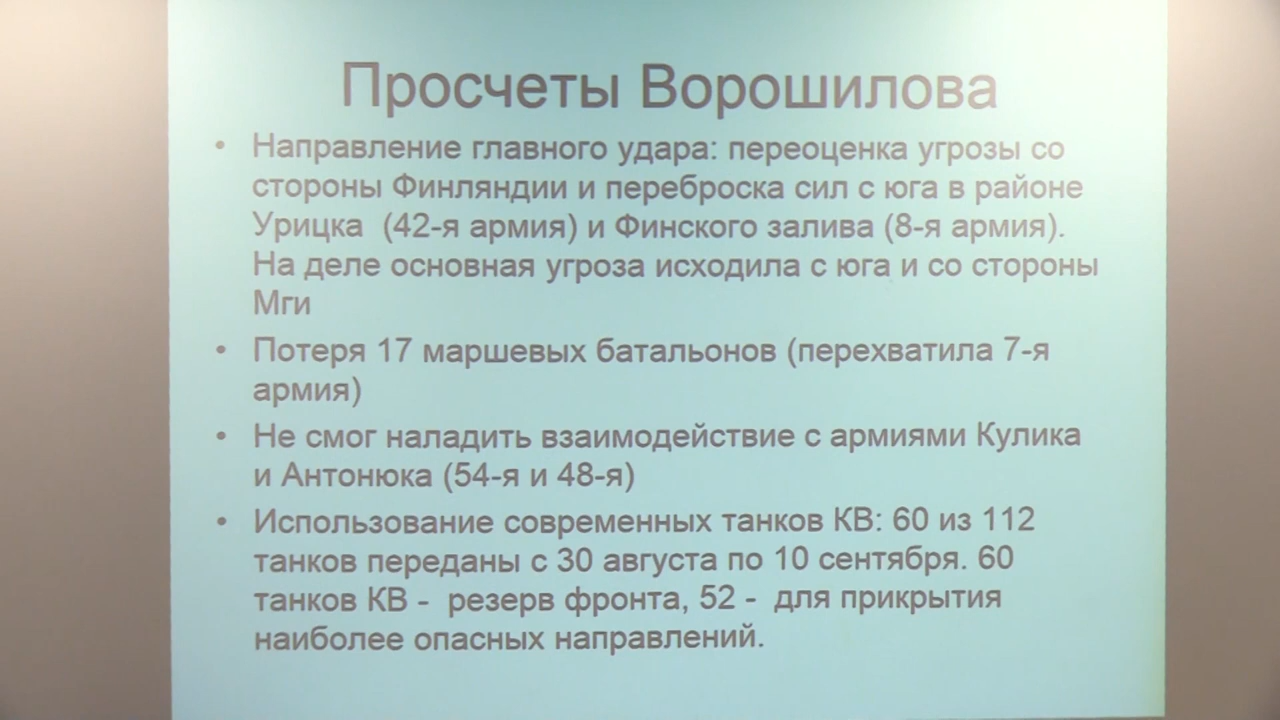 Просчеты Ворошилова
• Направление главного удара: переоценка угрозы со
стороны Финляндии и переброска сил с юга в районе
Урицка (42-я армия) и Финского залива (8-я армия).
На деле основная угроза исходила с юга и со стороны
Мги
• Потеря 17 маршевых батальонов (перехватила 7-я
армия)
• Не смог наладить взаимодействие с армиями Кулика
и Антонюка (54-я и 48-я)
• Использование современных танков КВ: 60 из 112
танков переданы с 30 августа по 10 сентября. 60
танков КВ - резерв фронта, 52 - для прикрытия
наиболее опасных направлений.